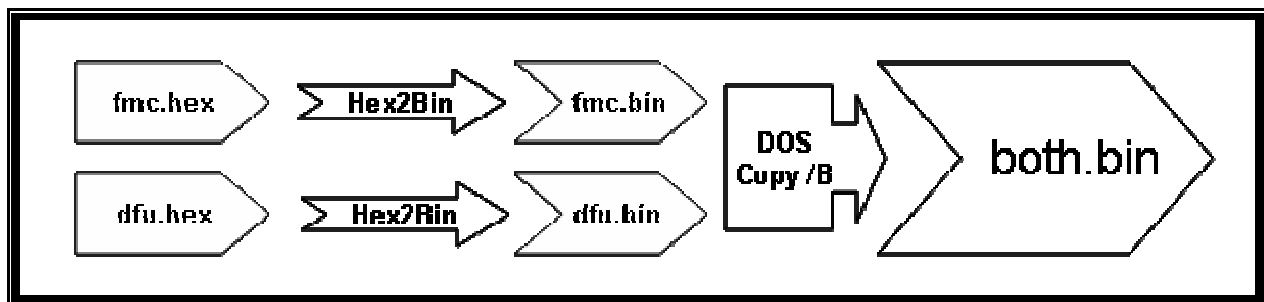 fmc.hex
Hex2Bin
fmc.bin
dfu.hex
Hex2Bin
dfu.bin
DOS
Copy /B
both.bin